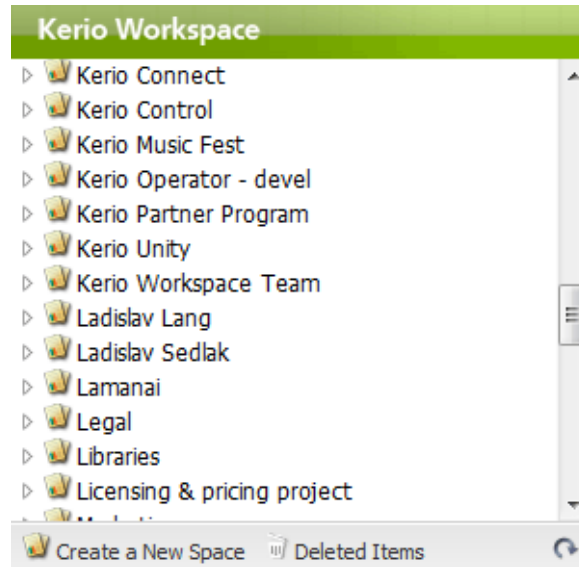 Kerio Workspace
Kerio Connect
Kerio Control
Kerio Music Fest
Kerio Operator - devel
Kerio Partner Program
Kerio Unity
Kerio Workspace Team
Ladislav Lang
Ladislav Sedlak
Lamanai
Legal
Libraries
Licensing & pricing project
Create a New Space Deleted Items